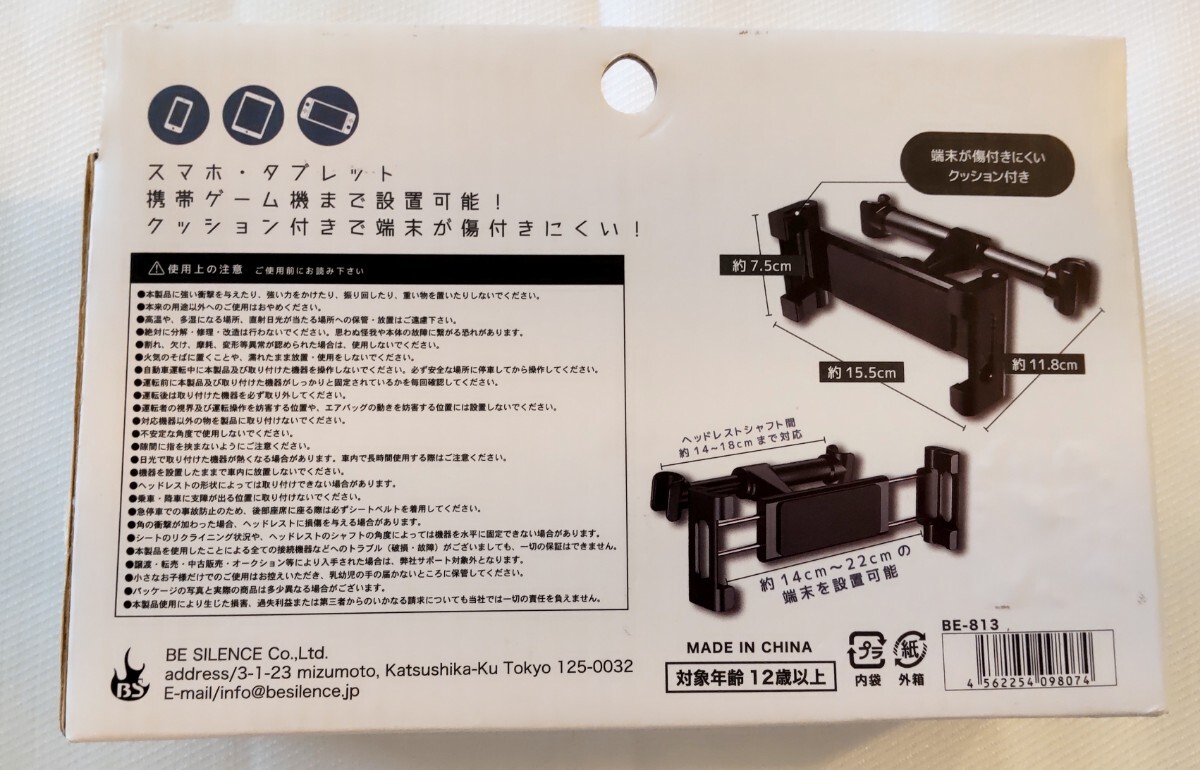 スマホ・タブレット
携帯ゲーム機まで設置可能！
クッション付きで端末が傷付きにくい！
端末が傷付きにくい
クッション付き
約7.5cm
約15.5cm
約11.8cm
ヘッドレストシャフト間
約14~18cmまで対応
約14cm~22cmの
端末を設置可能
使用上の注意 ご使用前にお読み下さい
●本製品に強い衝撃を与えたり、強い力をかけたり、振り回したり、重い物を置いたりしないでください。
●本来の用途以外へのご使用はおやめください。
●高温や、多湿になる場所、直射日光が当たる場所への保管・放置はご遠慮下さい。
●絶対に分解・修理・改造は行わないでください。思わぬ怪我や本体の故障に繋がる恐れがあります。
●割れ、欠け、摩耗、変形等異常が認められた場合は、使用しないでください。
●火気のそばに置くことや、濡れたまま放置・使用をしないでください。
●自動車運転中に本製品及び取り付けた機器を操作しないでください。必ず安全な場所に停車してから操作してください。
●運転前に本製品及び取り付けた機器がしっかりと固定されているかを毎回確認してください。
●運転後は取り付けた機器を必ず取り外してください。
●運転者の視界及び運転操作を妨害する位置や、エアバッグの動きを妨害する位置には設置しないでください。
●対応機器以外の物を製品に取り付けないでください。
●不安定な角度で使用しないでください。
●隙間に指を挟まないようにご注意ください。
●日光で取り付けた機器が熱くなる場合があります。車内で長時間使用する際はご注意ください。
●機器を設置したままで車内に放置しないでください。
●ヘッドレストの形状によっては取り付けできない場合があります。
●乗車・降車に支障が出る位置に取り付けないでください。
●急停車での事故防止のため、後部座席に座る際は必ずシートベルトを着用してください。
●角の衝撃が加わった場合、ヘッドレストに損傷を与える場合があります。
●シートのリクライニング状況や、ヘッドレストのシャフトの角度によっては機器を水平に固定できない場合があります。
●本製品を使用したことによる全ての接続機器などへのトラブル（破損・故障）がございましても、一切の保証はできません。
●譲渡・転売・中古販売・オークション等により入手された場合は、弊社サポート対象外となります。
●小さなお子様だけでのご使用はお控えいただき、乳幼児の手の届かないところに保管してください。
●パッケージの写真と実際の商品は多少異なる場合がございます。
●本製品使用により生じた損害、過失利益または第三者からのいかなる請求についても当社では一切の責任を負えません。
BS
BE SILENCE Co.,Ltd.
address/3-1-23 mizumoto, Katsushika-Ku Tokyo 125-0032
E-mail/info@besilence.jp
MADE IN CHINA
対象年齢 12歳以上
プラ
内袋
紙
外箱
BE-813
4 562254 098074